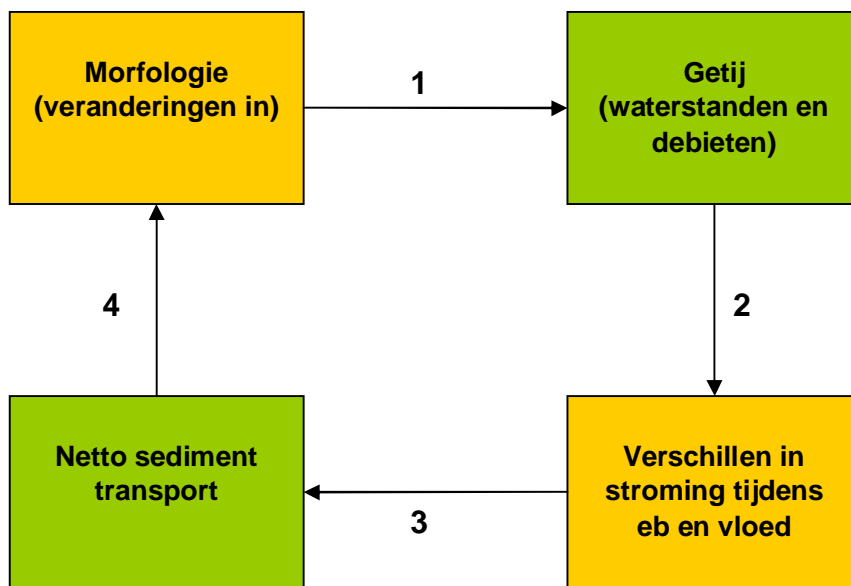 Morfologie
(veranderingen in)
1
Getij
(waterstanden en
debieten)
2
Verschillen in
stroming tijdens
eb en vloed
3
Netto sediment
transport
4